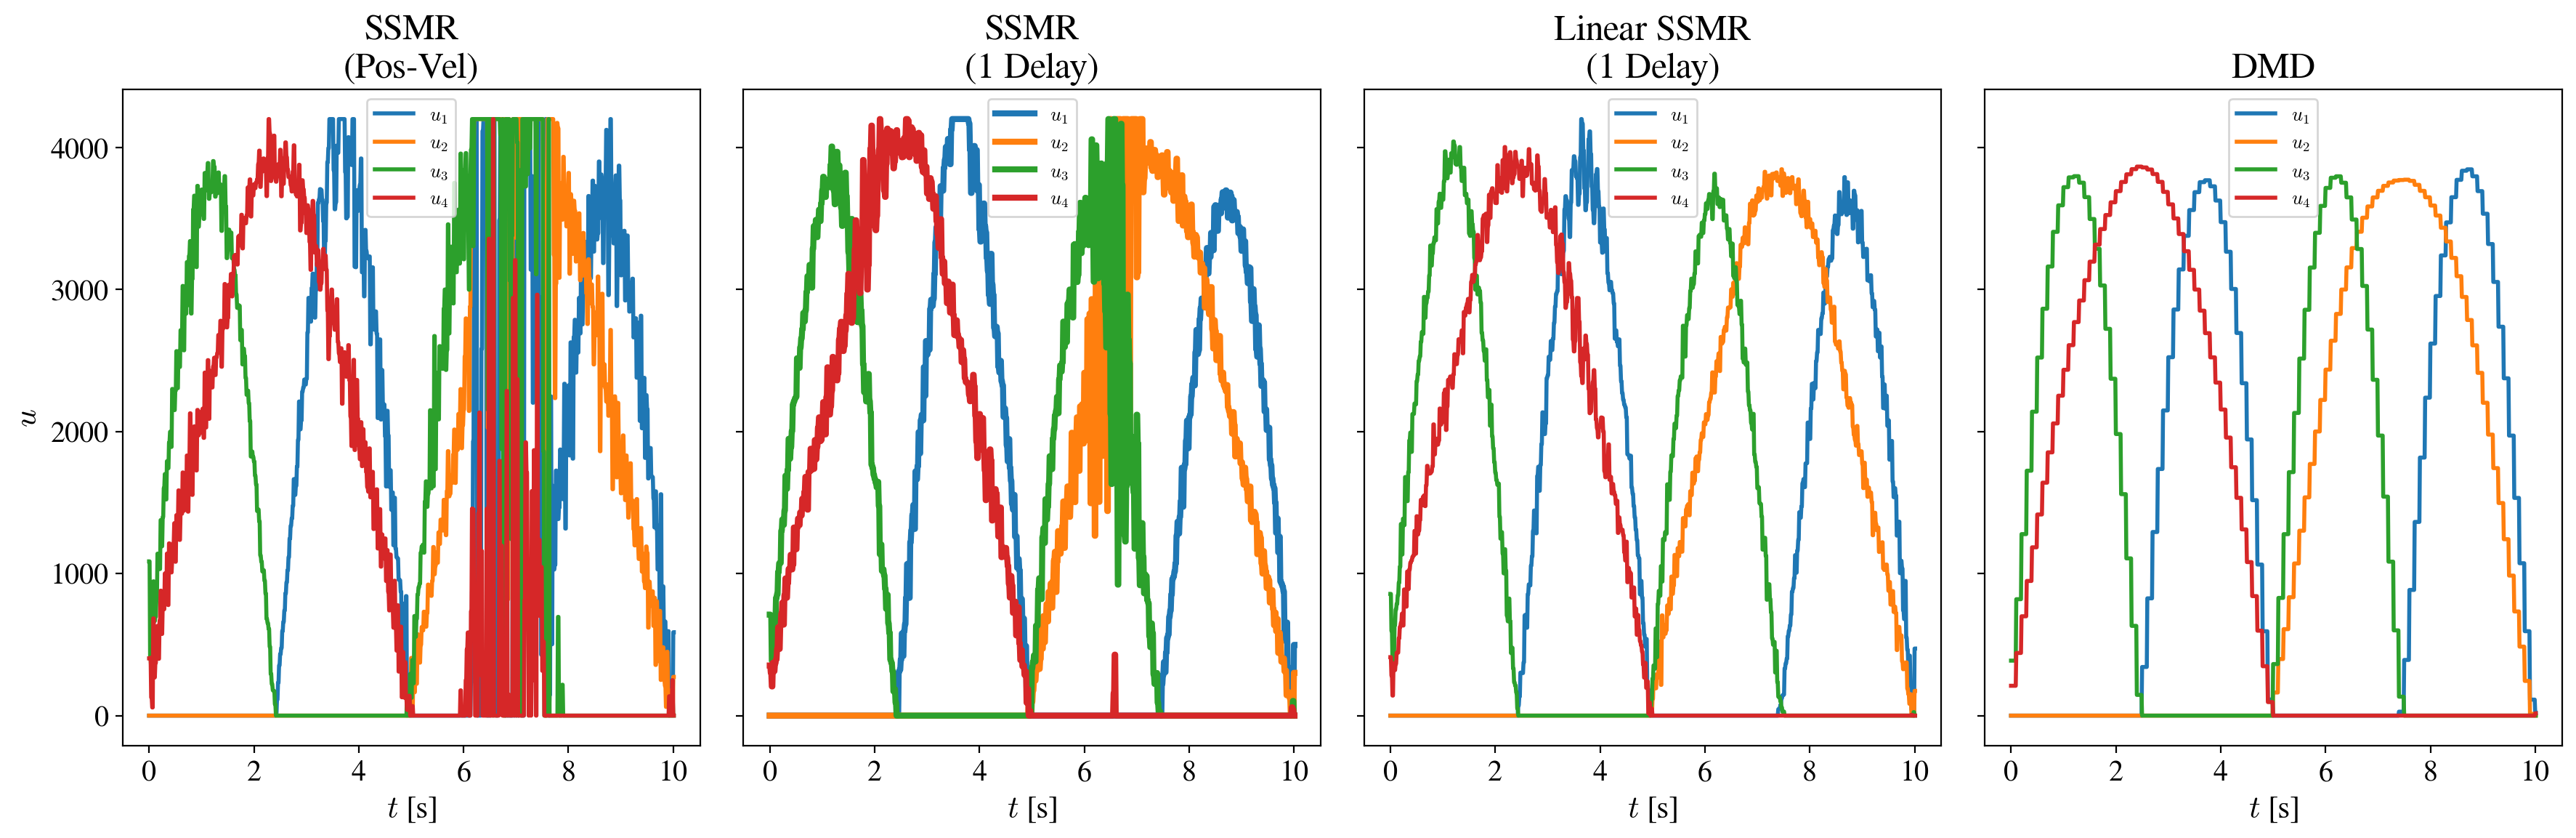 SSMR
(Pos-Vel)
SSMR
(1 Delay)
Linear SSMR
(1 Delay)
DMD
u
4000
3000
2000
1000
0
u₁
u₂
u₃
u₄
u₁
u₂
u₃
u₄
u₁
u₂
u₃
u₄
u₁
u₂
u₃
u₄
0 2 4 6 8 10
0 2 4 6 8 10
0 2 4 6 8 10
0 2 4 6 8 10
t [s]
t [s]
t [s]
t [s]